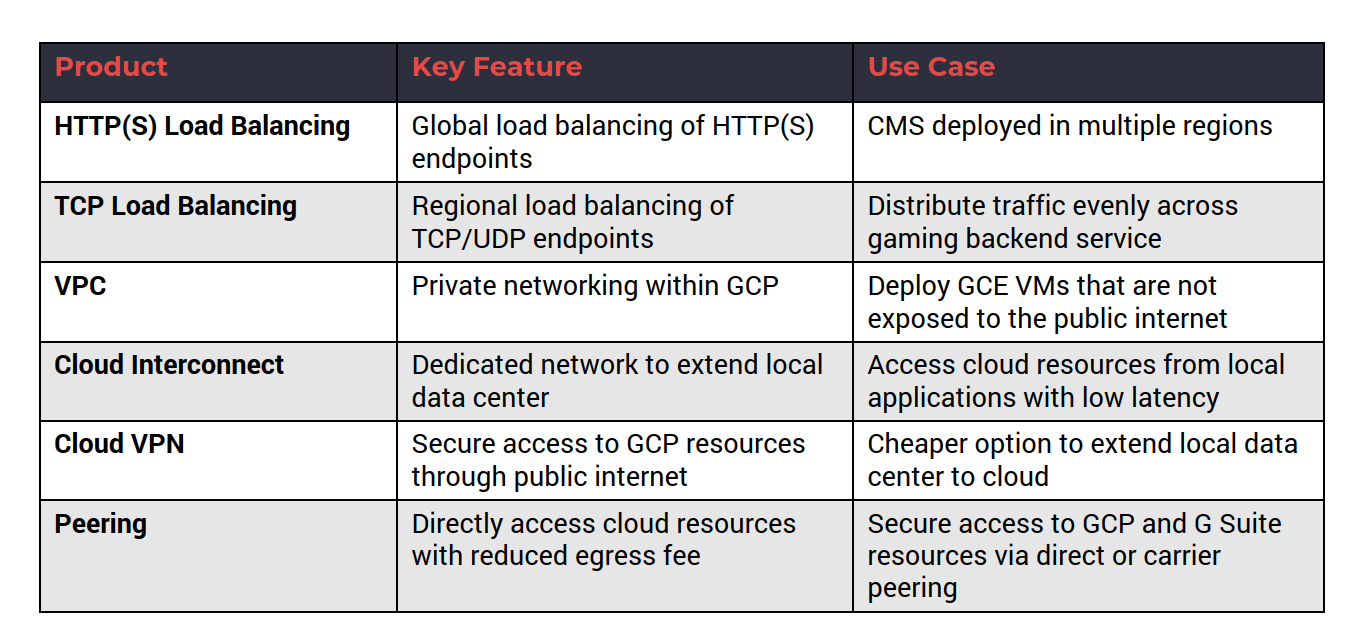 Product Key Feature Use Case
HTTP(S) Load Balancing
Global load balancing of HTTP(S)
endpoints
CMS deployed in multiple regions
TCP Load Balancing
Regional load balancing of
TCP/UDP endpoints
Distribute traffic evenly across
gaming backend service
VPC
Private networking within GCP
Deploy GCE VMs that are not
exposed to the public internet
Cloud Interconnect
Dedicated network to extend local
data center
Access cloud resources from local
applications with low latency
Cloud VPN
Secure access to GCP resources
through public internet
Cheaper option to extend local data
center to cloud
Peering
Directly access cloud resources
with reduced egress fee
Secure access to GCP and G Suite
resources via direct or carrier
peering